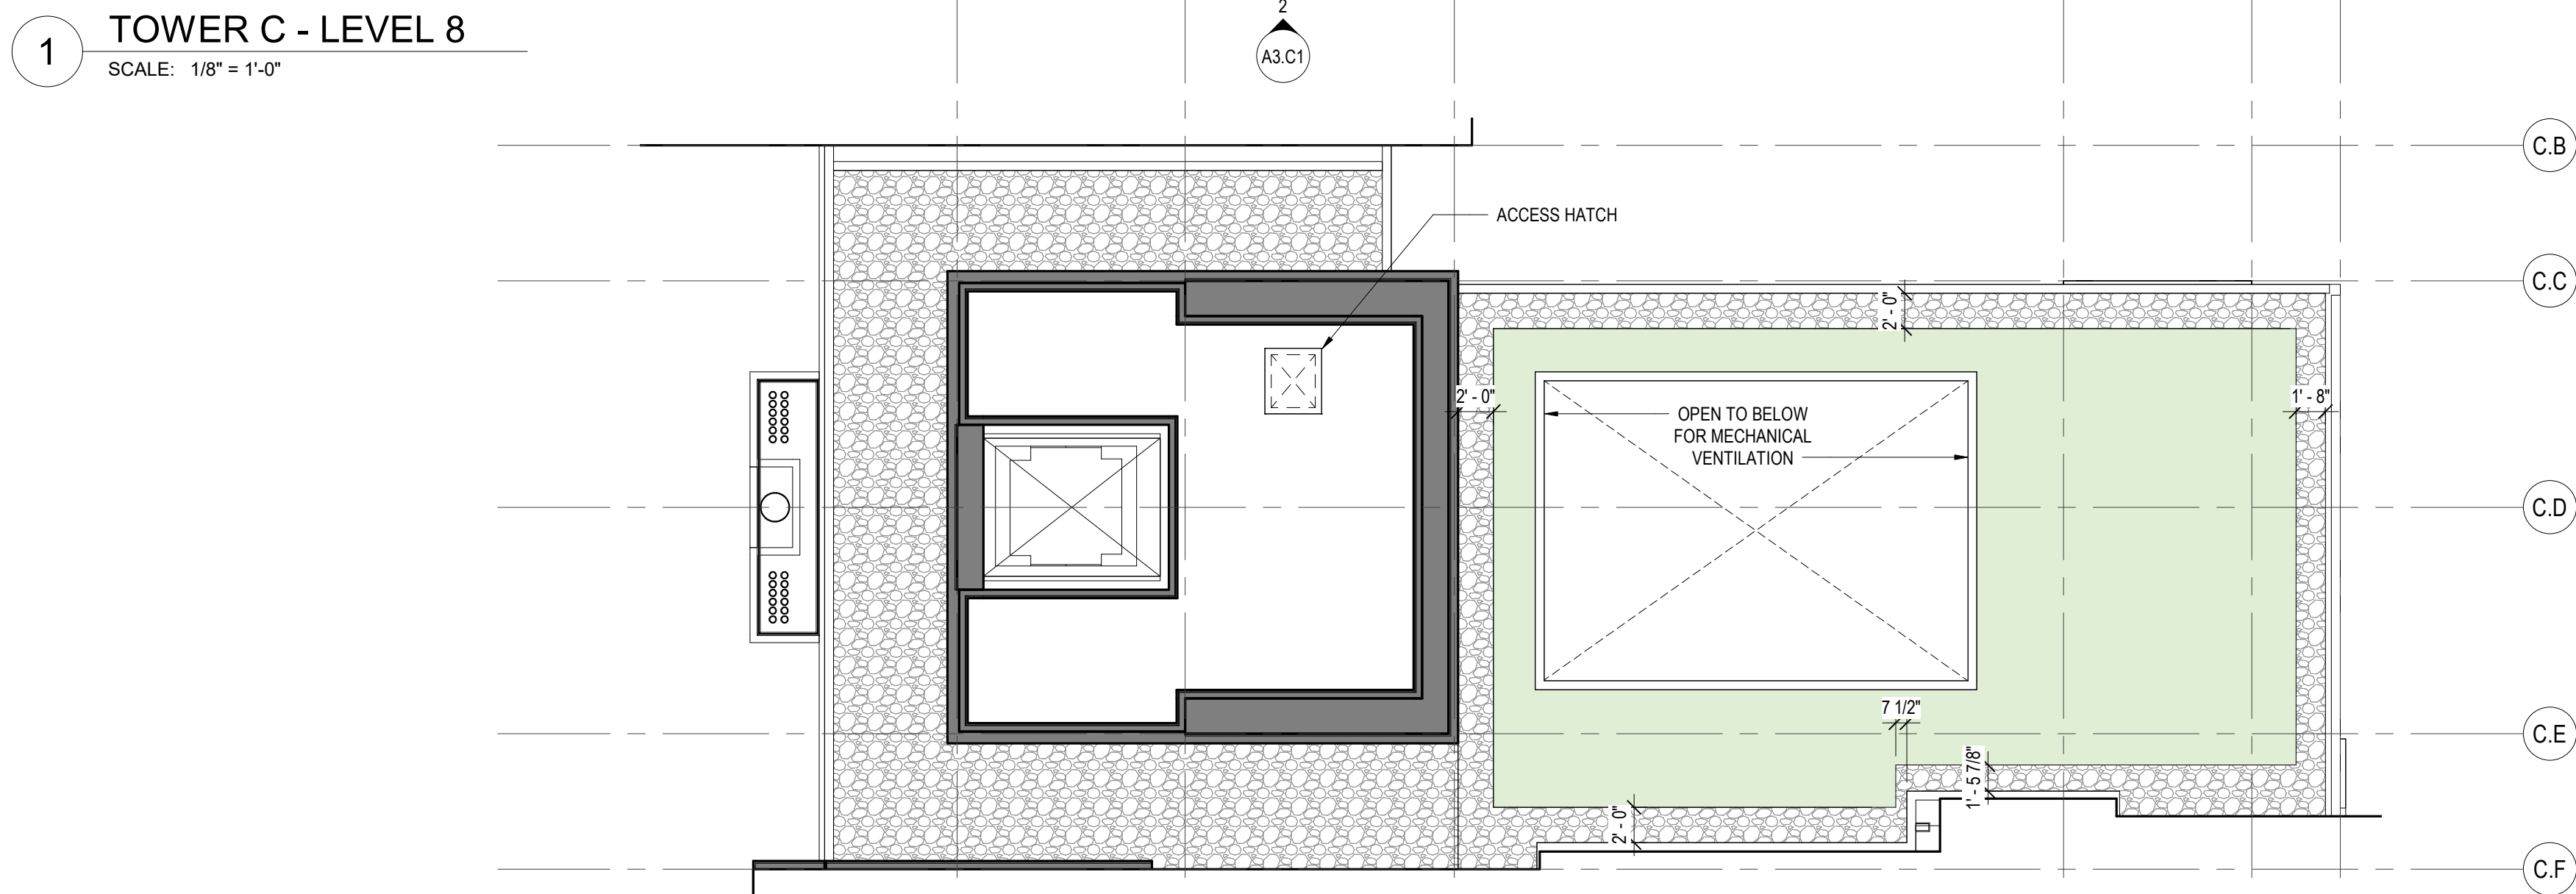 1
TOWER C - LEVEL 8
SCALE: 1/8" = 1'-0"
2
A3.C1
C.B
ACCESS HATCH
C.C
2' - 0"
2' - 0"
1' - 8"
OPEN TO BELOW
FOR MECHANICAL
VENTILATION
C.D
7 1/2"
C.E
1' - 5 7/8"
2' - 0"
C.F